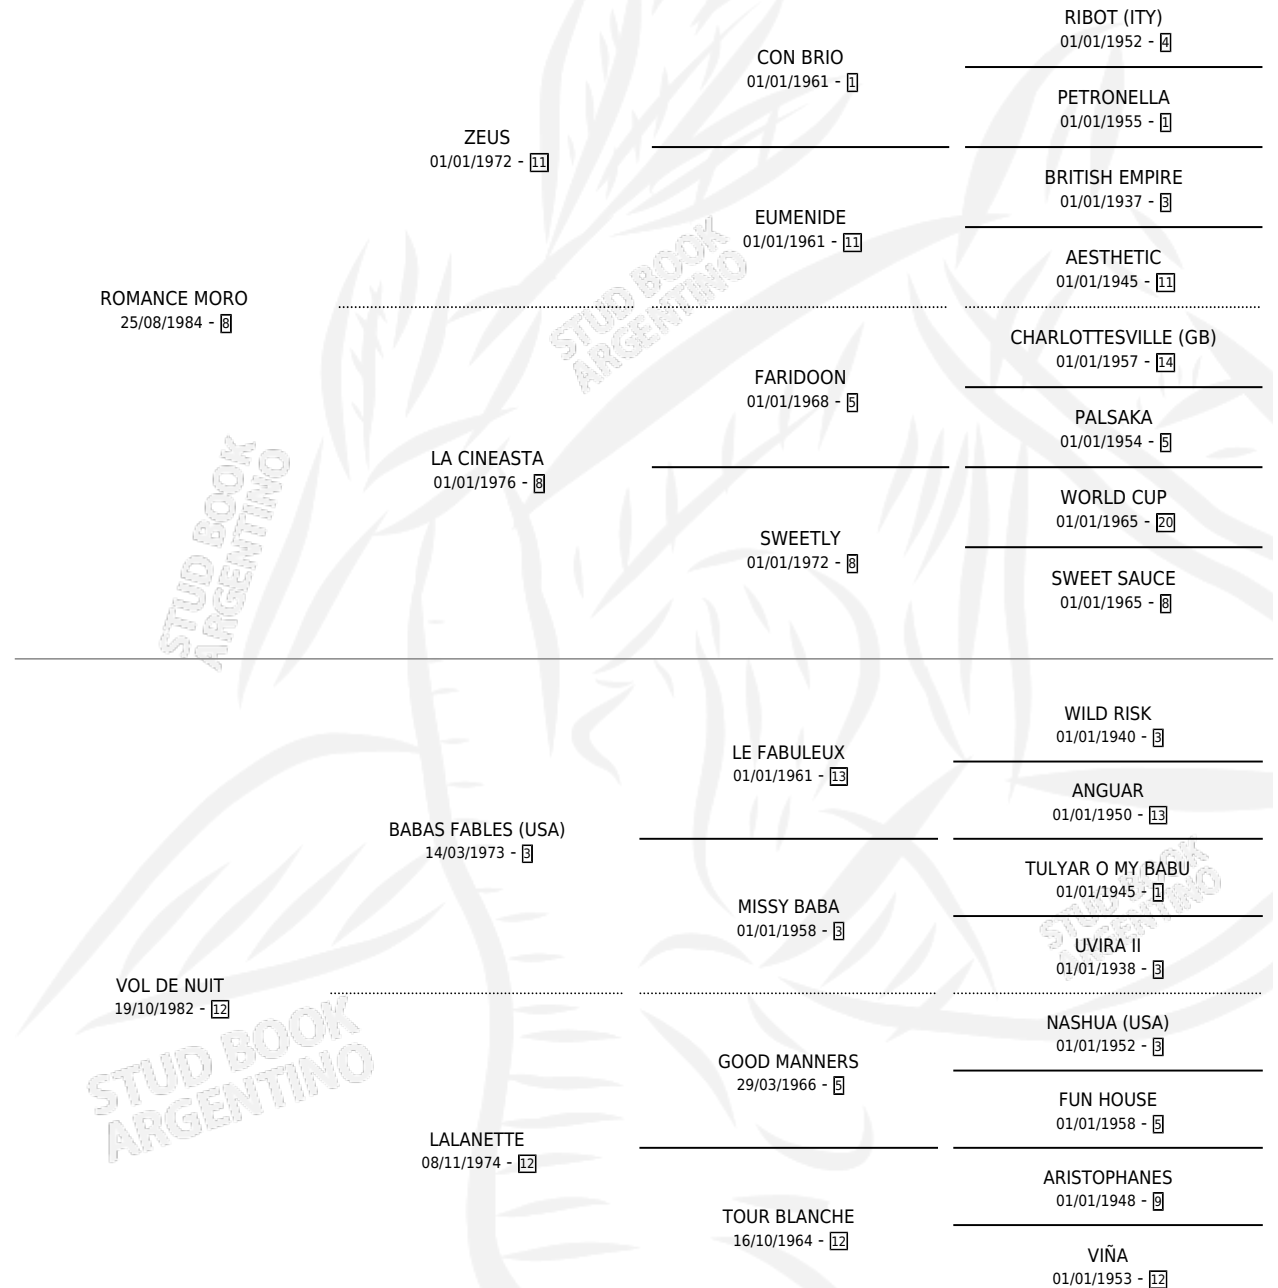 RIBOT (ITY)
01/01/1952 - 4
CON BRIO
01/01/1961 - 1
PETRONELLA
01/01/1955 - 1
ZEUS
01/01/1972 - 11
BRITISH EMPIRE
01/01/1937 - 3
EUMENIDE
01/01/1961 - 11
AESTHETIC
01/01/1945 - 11
ROMANCE MORO
25/08/1984 - 8
STUD BOOK
ARGENTINO
CHARLOTTESVILLE (GB)
01/01/1957 - 14
FARIDOON
01/01/1968 - 5
PALSAKA
01/01/1954 - 5
LA CINEASTA
01/01/1976 - 8
STUD BOOK
ARGENTINO
WORLD CUP
01/01/1965 - 20
SWEETLY
01/01/1972 - 8
SWEET SAUCE
01/01/1965 - 8
WILD RISK
01/01/1940 - 3
LE FABULEUX
01/01/1961 - 13
ANGUAR
01/01/1950 - 13
BABAS FABLES (USA)
14/03/1973 - 3
TULYAR O MY BABU
01/01/1945 - 1
STUD BOOK
ARGENTINO
MISSY BABA
01/01/1958 - 3
UVIRA II
01/01/1938 - 3
VOL DE NUIT
19/10/1982 - 12
STUD BOOK
ARGENTINO
NASHUA (USA)
01/01/1952 - 3
GOOD MANNERS
29/03/1966 - 5
FUN HOUSE
01/01/1958 - 5
LALANETTE
08/11/1974 - 12
ARISTOPHANES
01/01/1948 - 9
TOUR BLANCHE
16/10/1964 - 12
VIÑA
01/01/1953 - 12